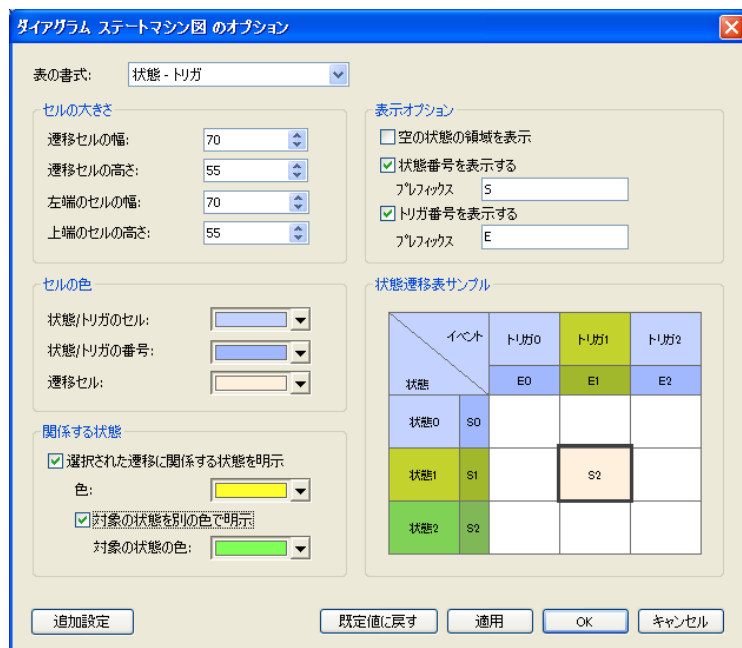 ダイアグラム ステートマシン図 のオプション
表の書式: 状態 - トリガ
セルの大きさ
遷移セルの幅: 70
遷移セルの高さ: 55
左端のセルの幅: 70
上端のセルの高さ: 55
表示オプション
空の状態の領域を表示
状態番号を表示する
プレフィックス S
トリガ番号を表示する
プレフィックス E
セルの色
状態/トリガのセル:
状態/トリガの番号:
遷移セル:
関係する状態
選択された遷移に関係する状態を明示
色:
対象の状態を別の色で明示
対象の状態の色:
状態遷移表サンプル
イベント トリガ0 トリガ1 トリガ2
状態 E0 E1 E2
状態0 S0
状態1 S1 S2
状態2 S2
追加設定 既定値に戻す 適用 OK キャンセル